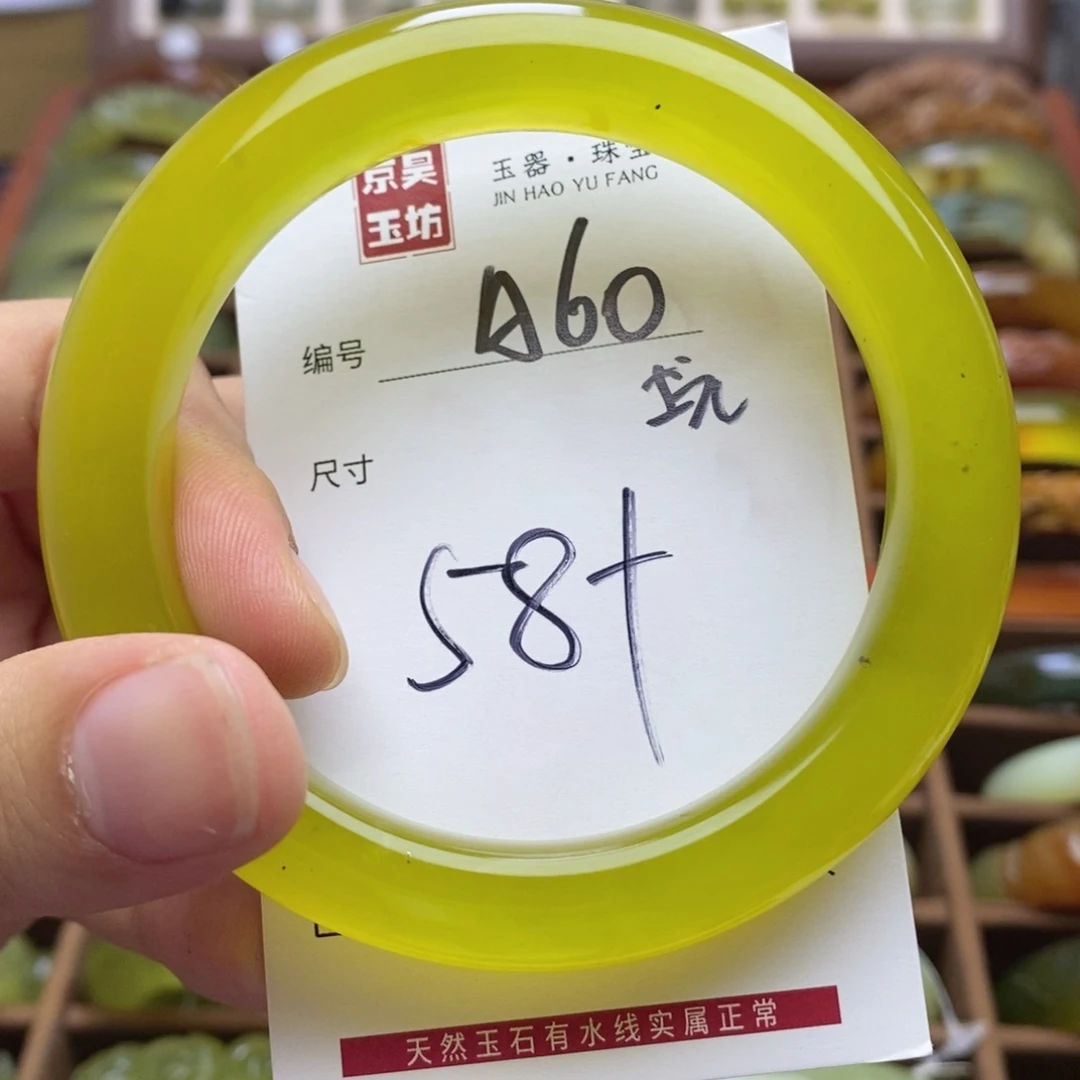 京昊
玉坊
玉器·珠宝
JIN HAO YU FANG
编号 A60
坑
尺寸
58+
天然玉石有水线实属正常